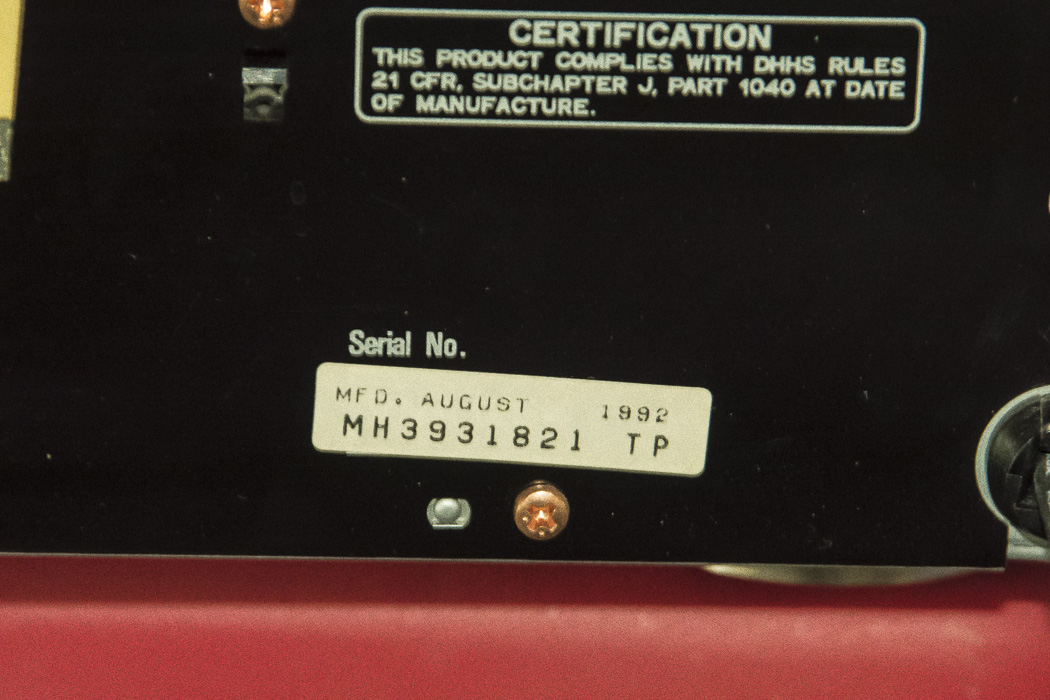 CERTIFICATION
THIS PRODUCT COMPLIES WITH DHHS RULES
21 CFR, SUBCHAPTER J, PART 1040 AT DATE
OF MANUFACTURE.
Serial No.
MFD. AUGUST 1992
MH3931821 TP